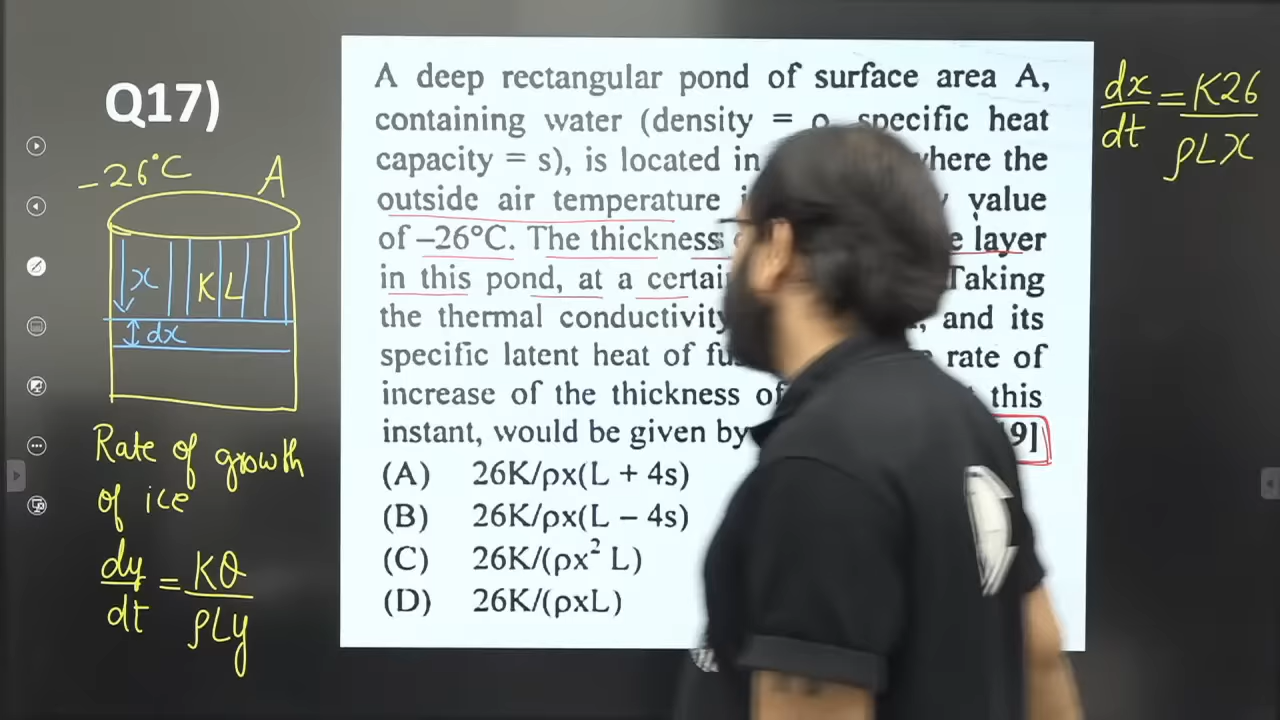 Q17)
-26°C A
x K L
dx
Rate of growth
of ice
dy/dt = Kθ/ρLy
A deep rectangular pond of surface area A,
containing water (density = ρ, specific heat
capacity = s), is located in where the
outside air temperature value
of –26°C. The thickness layer
in this pond, at a certain Taking
the thermal conductivity and its
specific latent heat of rate of
increase of the thickness of this
instant, would be given by 9]
(A) 26K/ρx(L + 4s)
(B) 26K/ρx(L – 4s)
(C) 26K/(ρx² L)
(D) 26K/(ρxL)
dx/dt = K26/ρLx